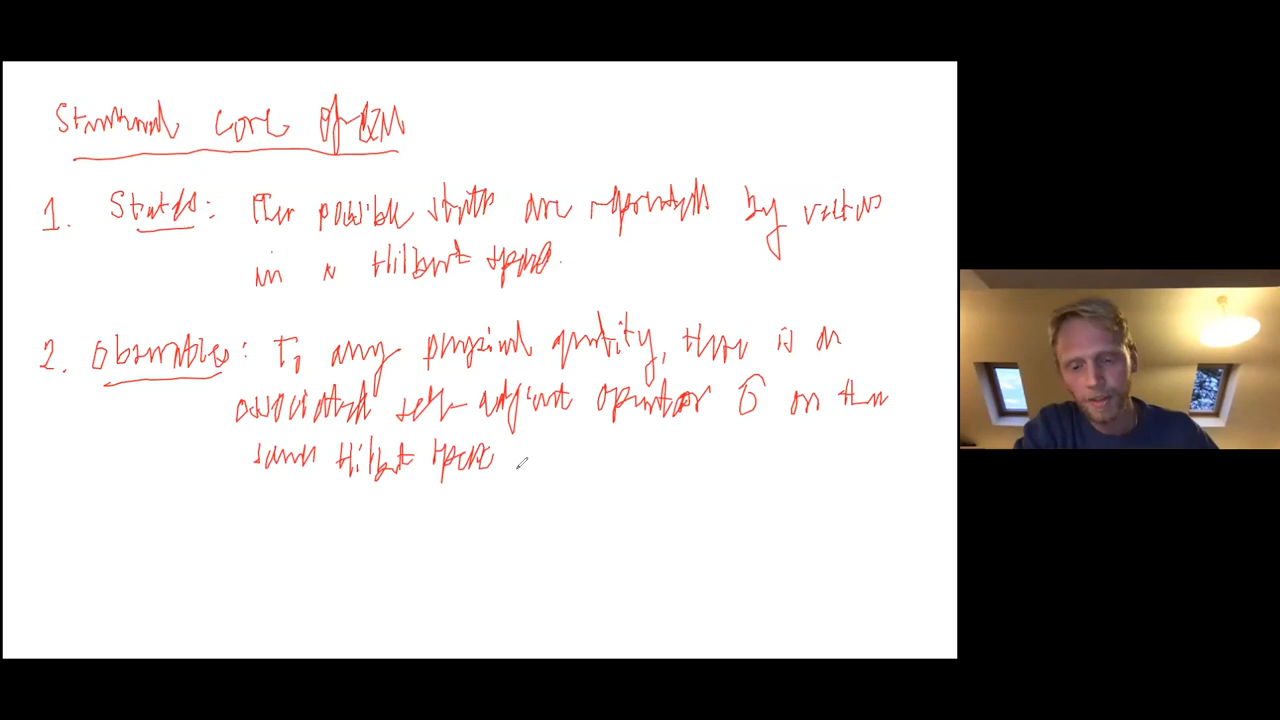 Structural core of QM
1. States: The possible states are represented by vectors
in a Hilbert space.
2. Observables: To any physical quantity, there is an
associated self-adjoint operator Ô on the
same Hilbert space